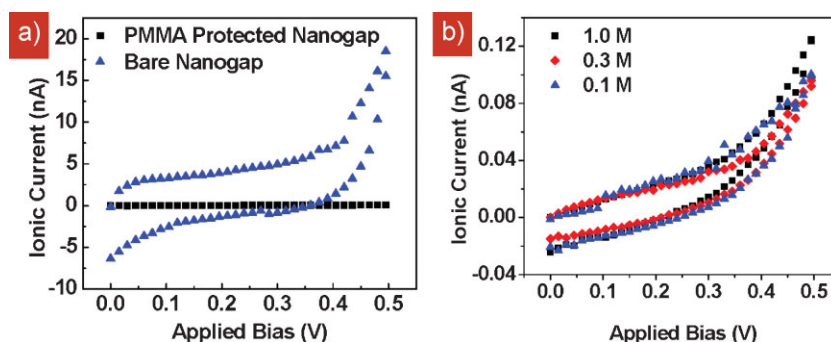 a)
PMMA Protected Nanogap
Bare Nanogap
20
15
10
5
0
-5
-10
Ionic Current (nA)
0.0 0.1 0.2 0.3 0.4 0.5
Applied Bias (V)
b)
1.0 M
0.3 M
0.1 M
0.12
0.08
0.04
0.00
-0.04
Ionic Current (nA)
0.0 0.1 0.2 0.3 0.4 0.5
Applied Bias (V)